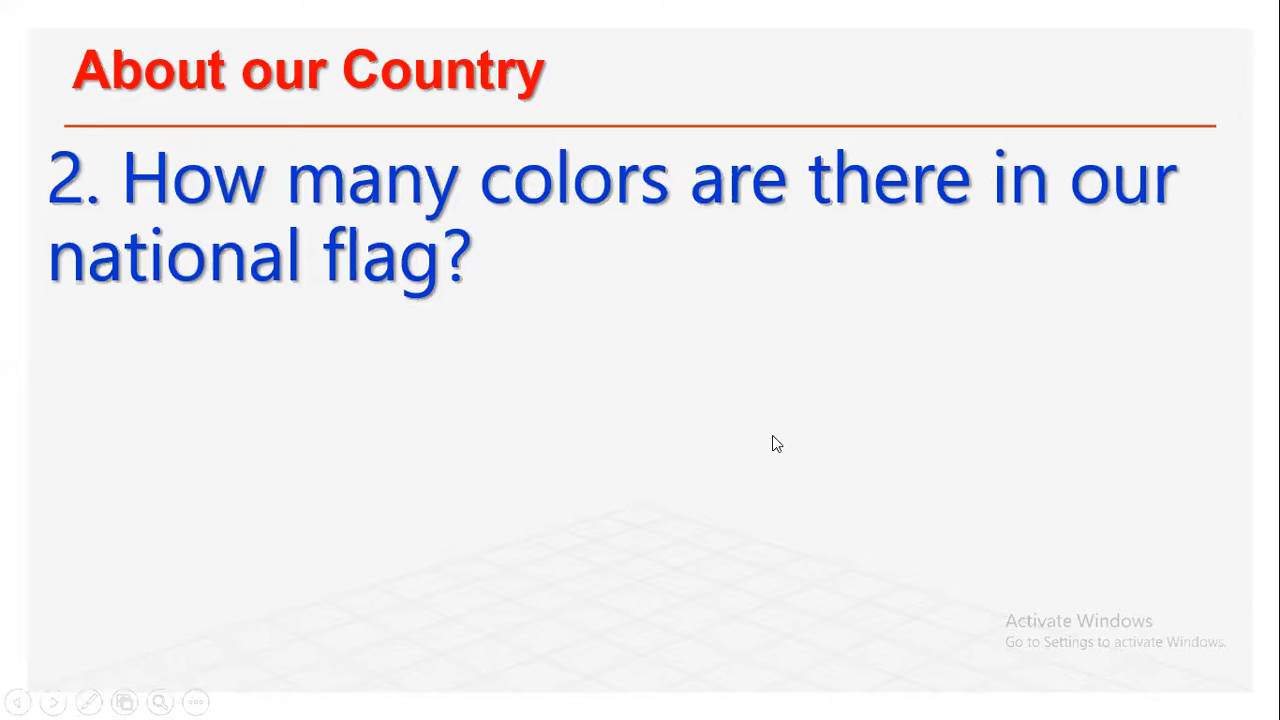 About our Country
2. How many colors are there in our
national flag?
Activate Windows
Go to Settings to activate Windows.